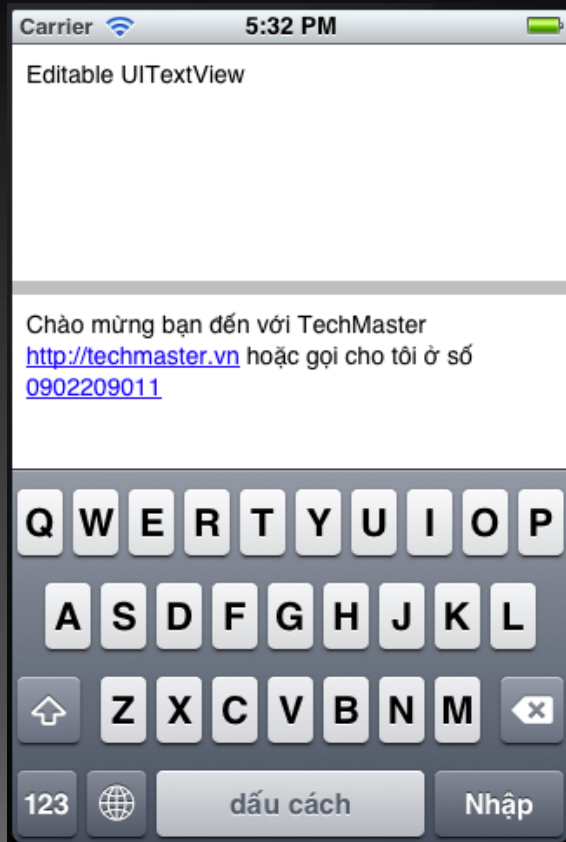 Carrier 5:32 PM
Editable UITextView
Chào mừng bạn đến với TechMaster
http://techmaster.vn hoặc gọi cho tôi ở số
0902209011
Q W E R T Y U I O P
A S D F G H J K L
Z X C V B N M
123 dấu cách Nhập